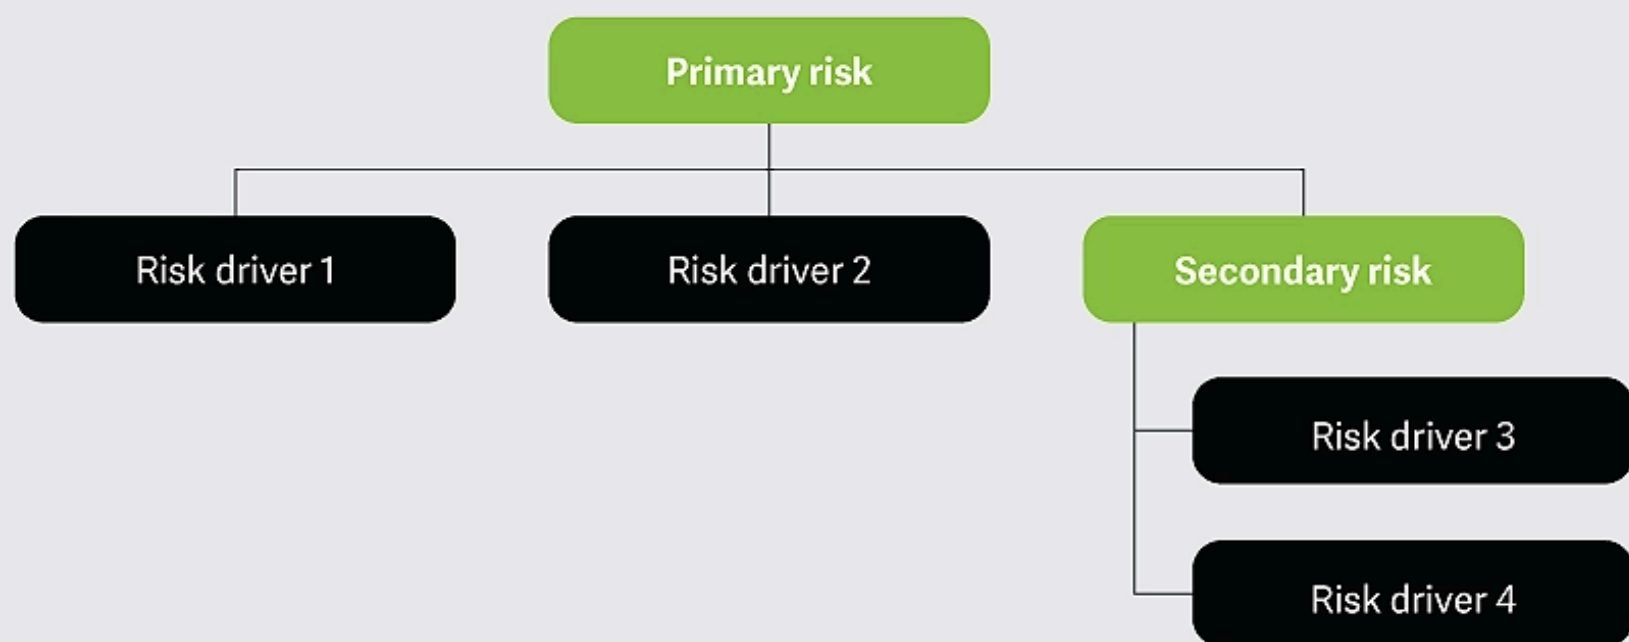 Primary risk
Risk driver 1
Risk driver 2
Secondary risk
Risk driver 3
Risk driver 4